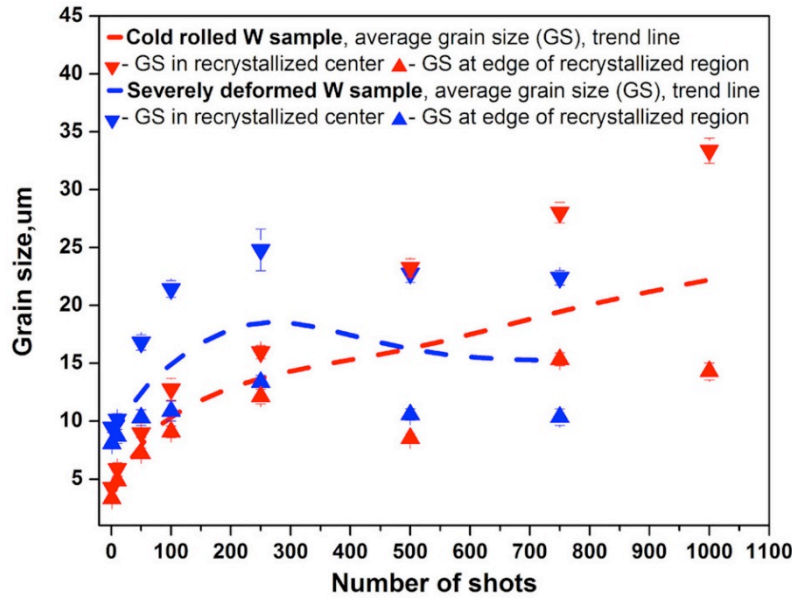 45
40
35
30
25
20
15
10
5
Grain size,um
Cold rolled W sample, average grain size (GS), trend line
- GS in recrystallized center - GS at edge of recrystallized region
Severely deformed W sample, average grain size (GS), trend line
- GS in recrystallized center - GS at edge of recrystallized region
0 100 200 300 400 500 600 700 800 900 1000 1100
Number of shots